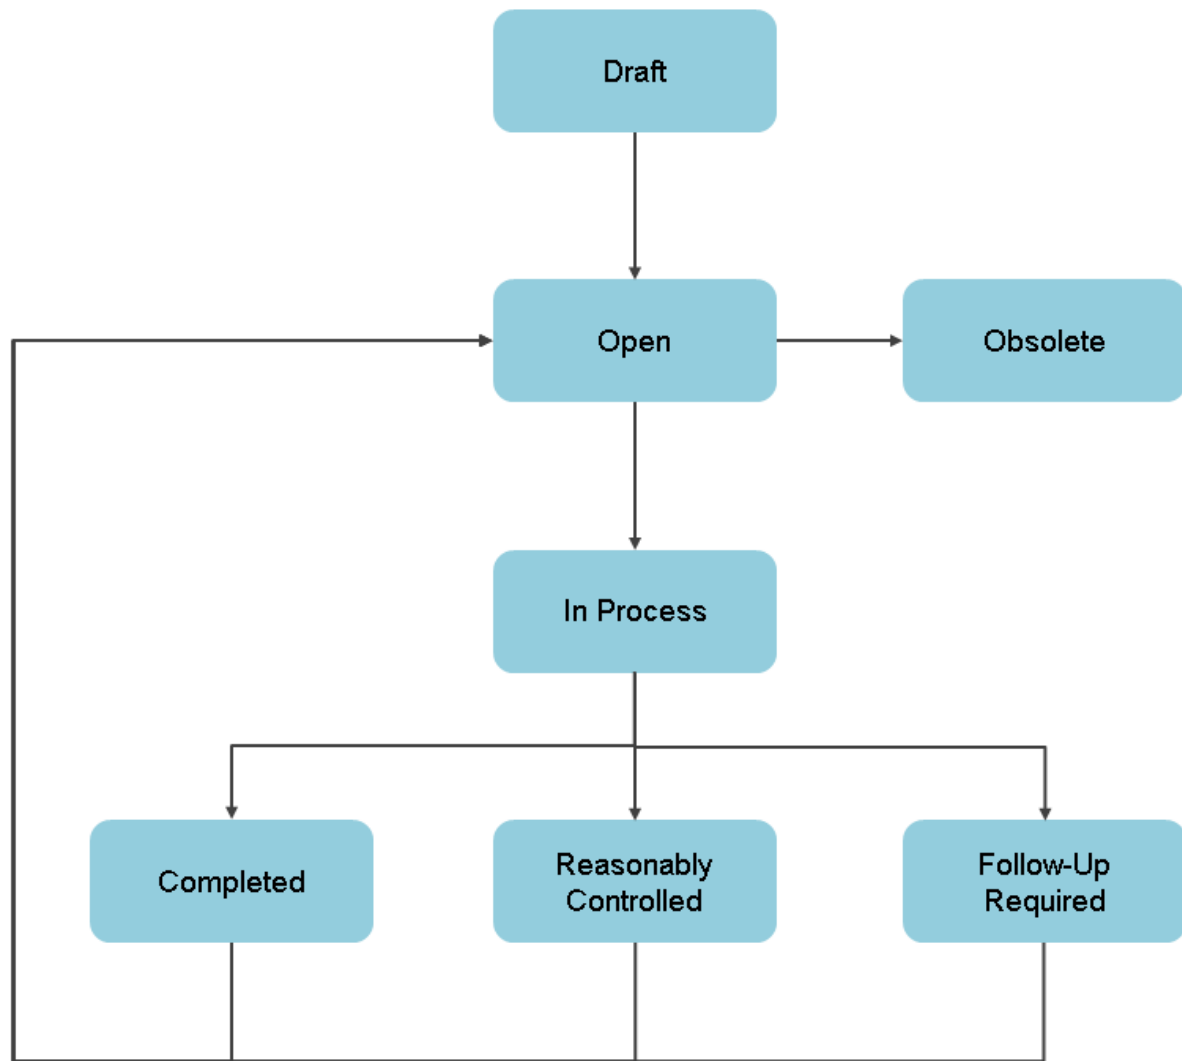 Draft
Open
Obsolete
In Process
Completed
Reasonably
Controlled
Follow-Up
Required